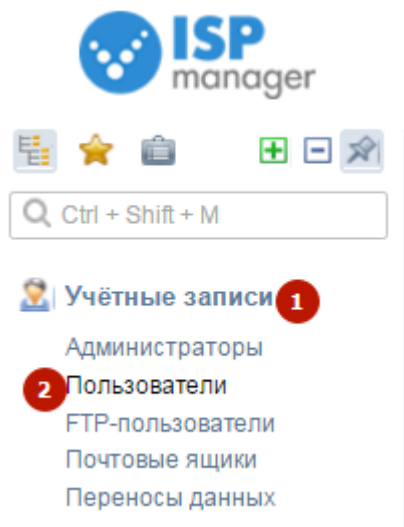 ISP
manager
Ctrl + Shift + M
Учётные записи 1
Администраторы
2 Пользователи
FTP-пользователи
Почтовые ящики
Переносы данных